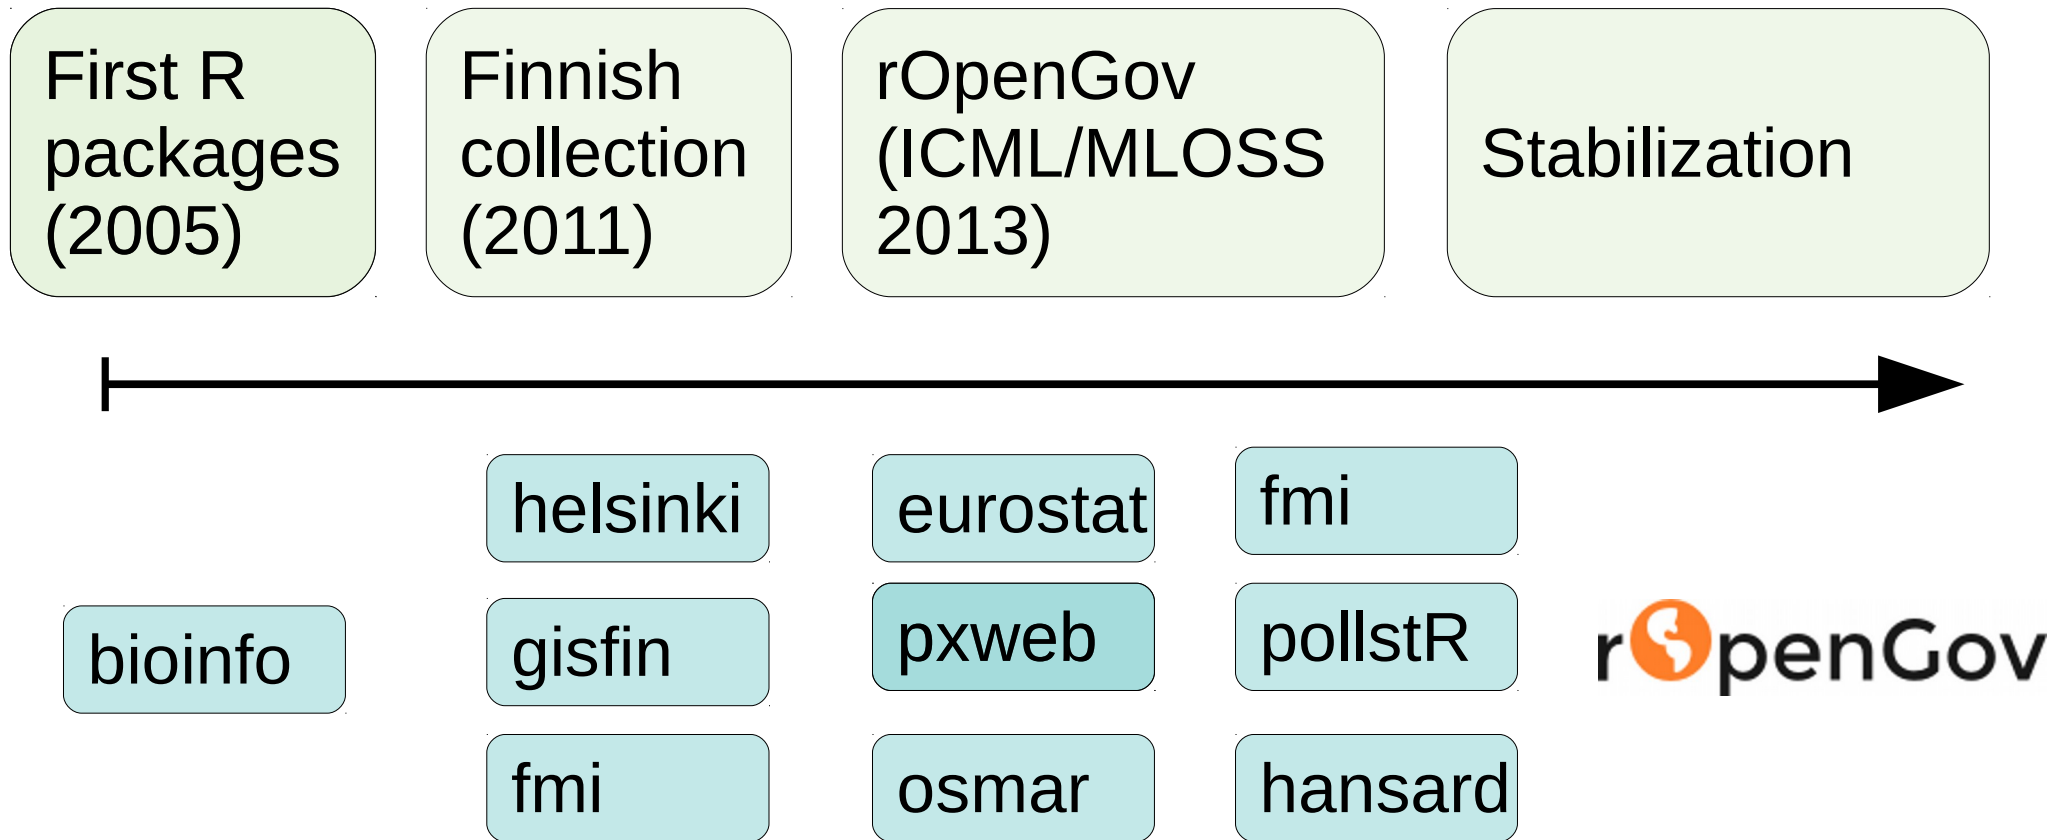 First R
packages
(2005)
Finnish
collection
(2011)
rOpenGov
(ICML/MLOSS
2013)
Stabilization
helsinki
eurostat
fmi
bioinfo
gisfin
pxweb
pollstR
rOpenGov
fmi
osmar
hansard